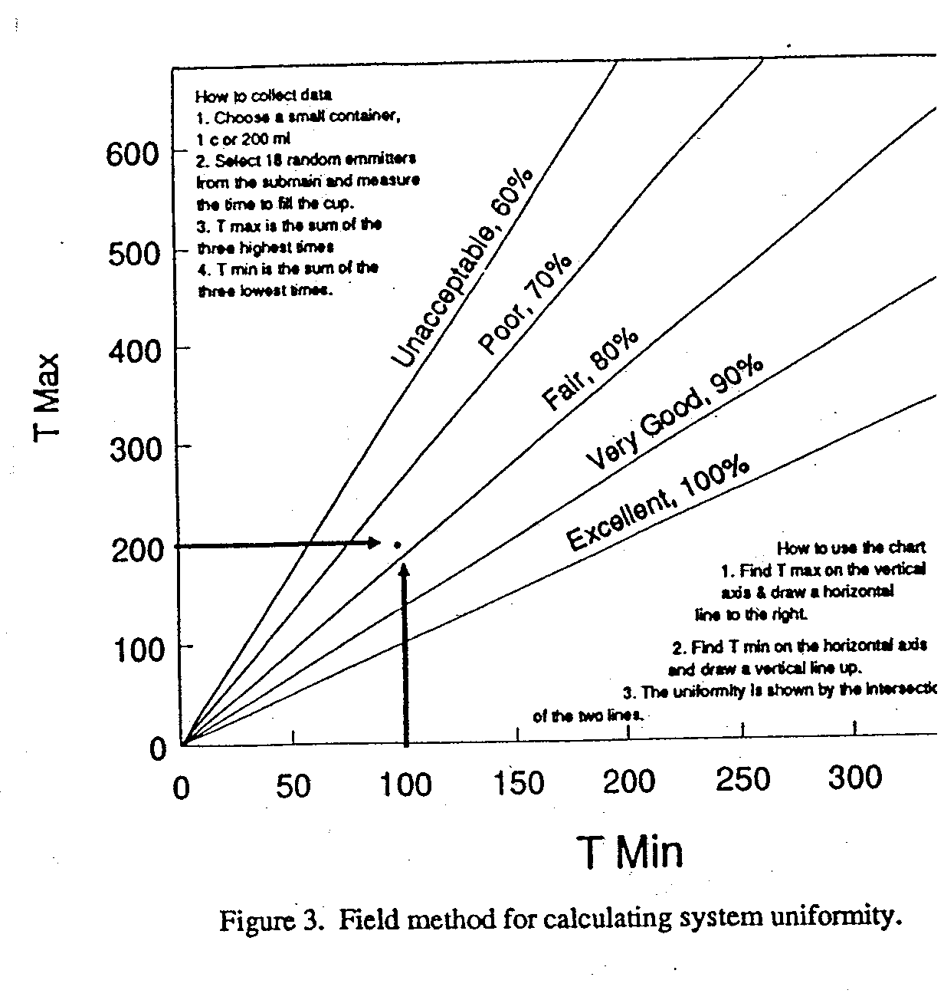 How to collect data
1. Choose a small container,
1 c or 200 ml
2. Select 18 random emmitters
from the submain and measure
the time to fill the cup.
3. T max is the sum of the
three highest times
4. T min is the sum of the
three lowest times.
600
500
400
300
200
100
0
T Max
Unacceptable, 60%
Poor, 70%
Fair, 80%
Very Good, 90%
Excellent, 100%
How to use the chart
1. Find T max on the vertical
axis & draw a horizontal
line to the right.
2. Find T min on the horizontal axis
and draw a vertical line up.
3. The uniformity is shown by the intersectio
of the two lines.
0 50 100 150 200 250 300
T Min
Figure 3. Field method for calculating system uniformity.